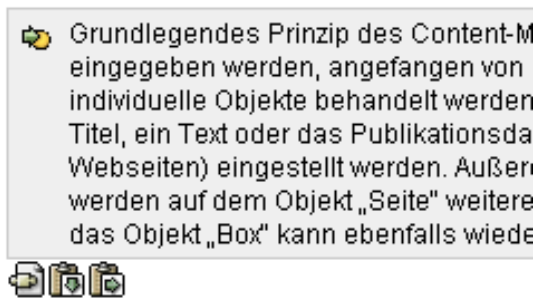 Grundlegendes Prinzip des Content-M
eingegeben werden, angefangen von
individuelle Objekte behandelt werden
Titel, ein Text oder das Publikationsda
Webseiten) eingestellt werden. Außer
werden auf dem Objekt „Seite" weitere
das Objekt „Box" kann ebenfalls wiede